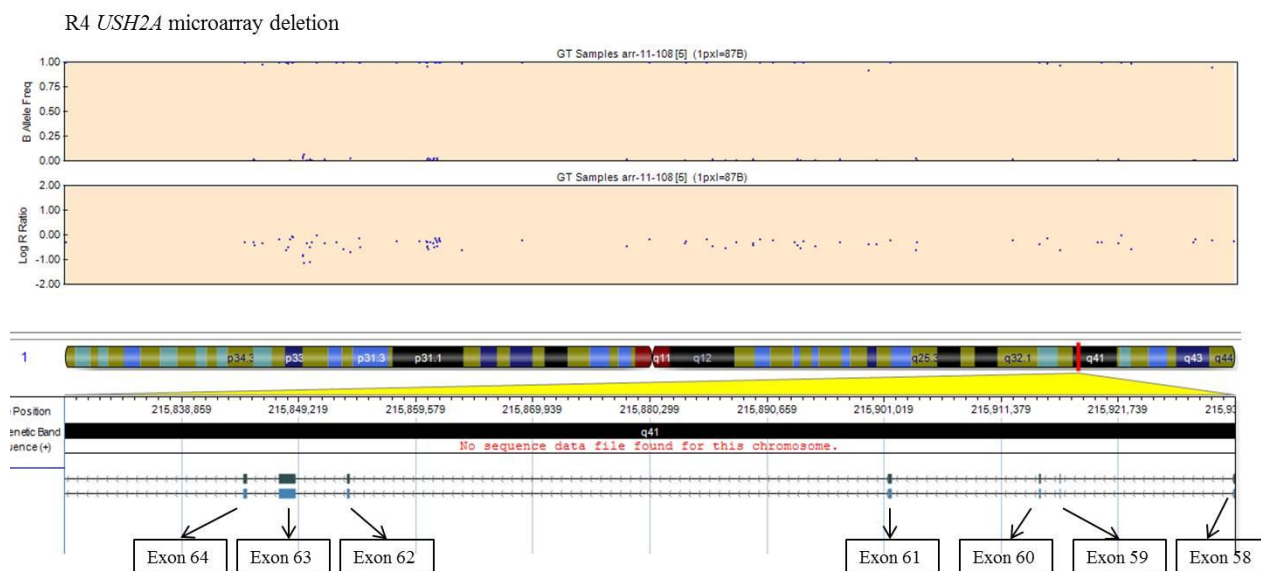 R4 USH2A microarray deletion
GT Samples arr-11-108 [5] (1pxl=87B)
B Allele Freq
1.00
0.75
0.50
0.25
0.00
GT Samples arr-11-108 [5] (1pxl=87B)
Log R Ratio
2.00
1.00
0.00
-1.00
-2.00
1 p34.3 p33 p31.3 p31.1 q11 q12 q25.3 q32.1 q41 q43 q44
e Position 215,838,859 215,849,219 215,859,579 215,869,939 215,880,299 215,890,659 215,901,019 215,911,379 215,921,739 215,93
enetic Band q41
uence (+) No sequence data file found for this chromosome.
Exon 64 Exon 63 Exon 62 Exon 61 Exon 60 Exon 59 Exon 58